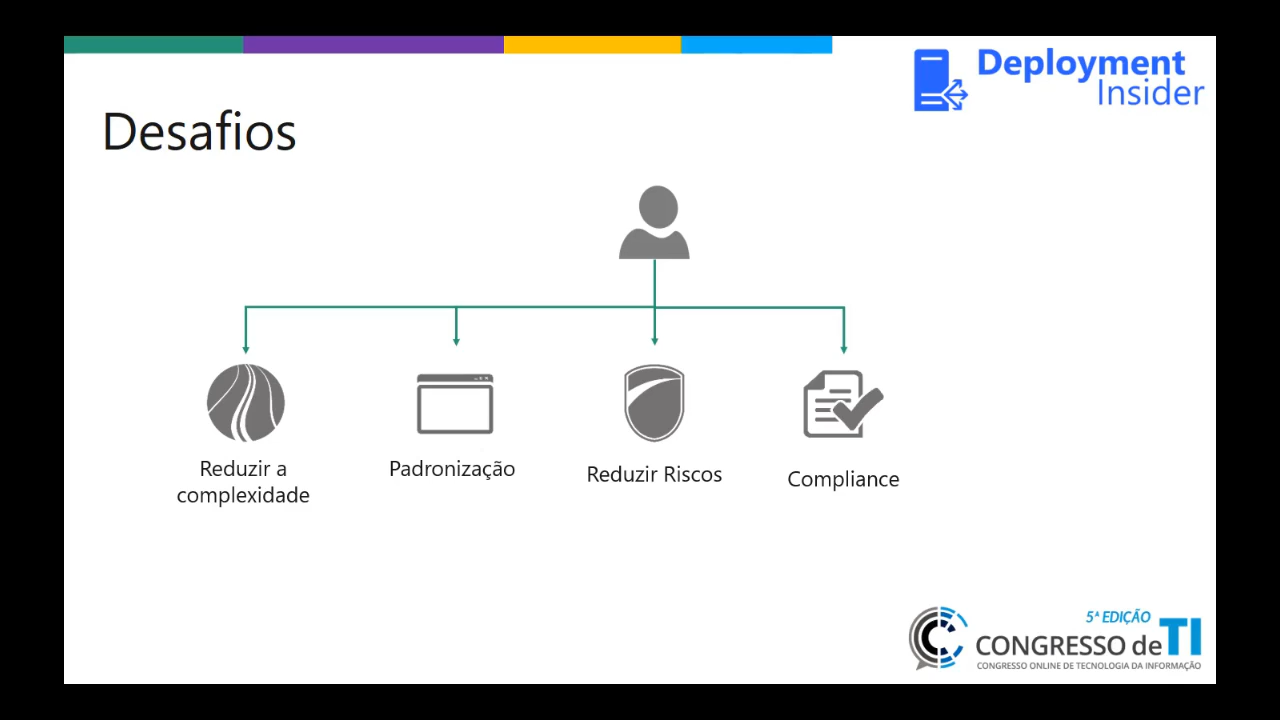 Deployment
Insider
Desafios
Reduzir a
complexidade
Padronização
Reduzir Riscos
Compliance
5ª EDIÇÃO
CONGRESSO de TI
CONGRESSO ONLINE DE TECNOLOGIA DA INFORMAÇÃO